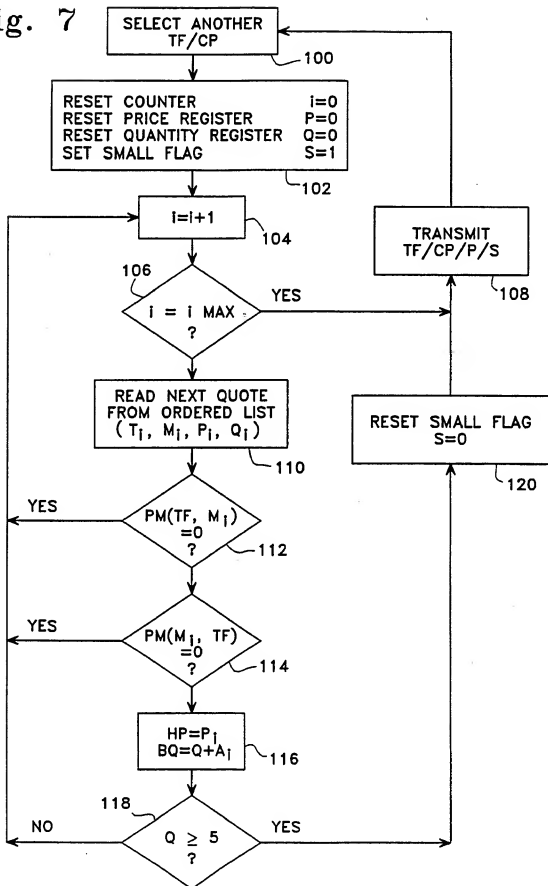 ig. 7
SELECT ANOTHER
TF/CP
100
RESET COUNTER i=0
RESET PRICE REGISTER P=0
RESET QUANTITY REGISTER Q=0
SET SMALL FLAG S=1
102
i=i+1
104
TRANSMIT
TF/CP/P/S
108
106
i = i MAX
?
YES
READ NEXT QUOTE
FROM ORDERED LIST
( Ti, Mi, Pi, Qi )
110
RESET SMALL FLAG
S=0
120
YES
PM(TF, Mi)
=0
?
112
YES
PM(Mi, TF)
=0
?
114
HP=Pi
BQ=Q+Ai
116
118
NO
Q ≥ 5
?
YES